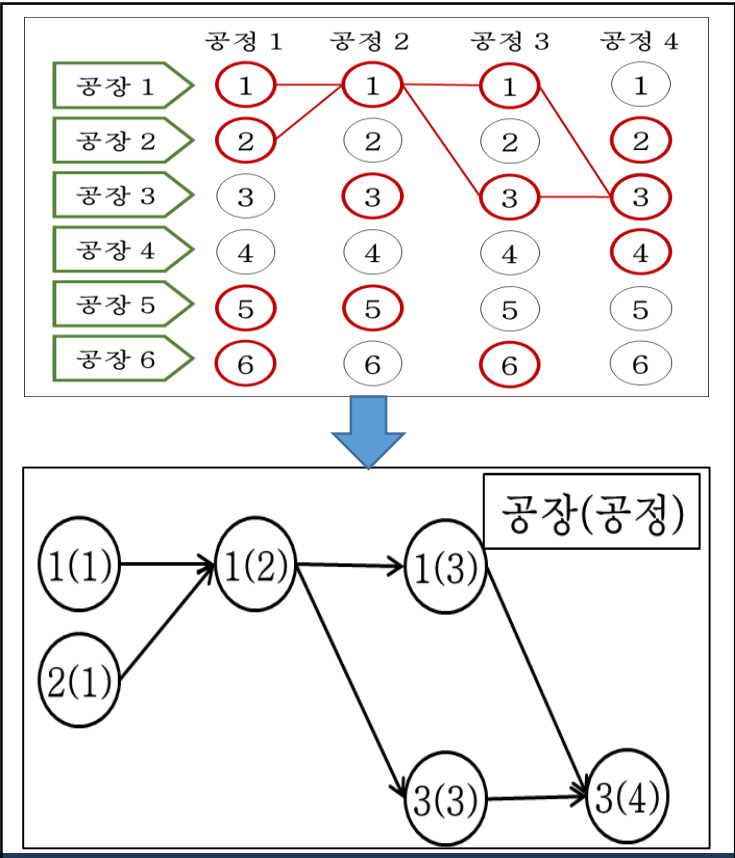 공정 1 공정 2 공정 3 공정 4
공장 1 1 1 1 1
공장 2 2 2 2 2
공장 3 3 3 3 3
공장 4 4 4 4 4
공장 5 5 5 5 5
공장 6 6 6 6 6
공장(공정)
1(1) 1(2) 1(3)
2(1)
3(3) 3(4)